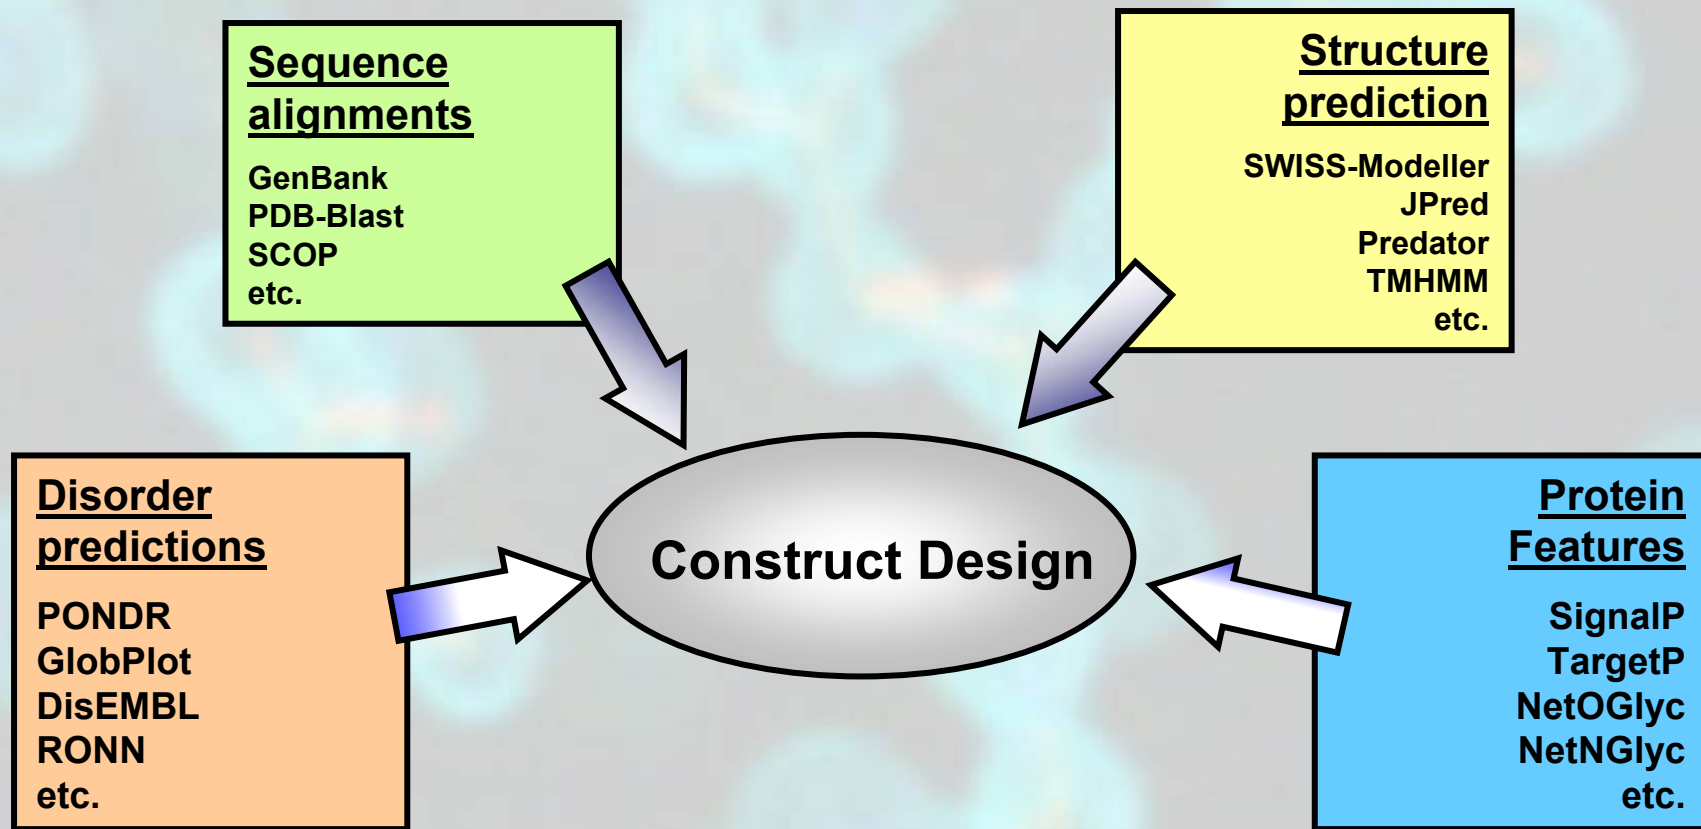 Sequence
alignments
GenBank
PDB-Blast
SCOP
etc.
Structure
prediction
SWISS-Modeller
JPred
Predator
TMHMM
etc.
Disorder
predictions
PONDR
GlobPlot
DisEMBL
RONN
etc.
Construct Design
Protein
Features
SignalP
TargetP
NetOGlyc
NetNGlyc
etc.